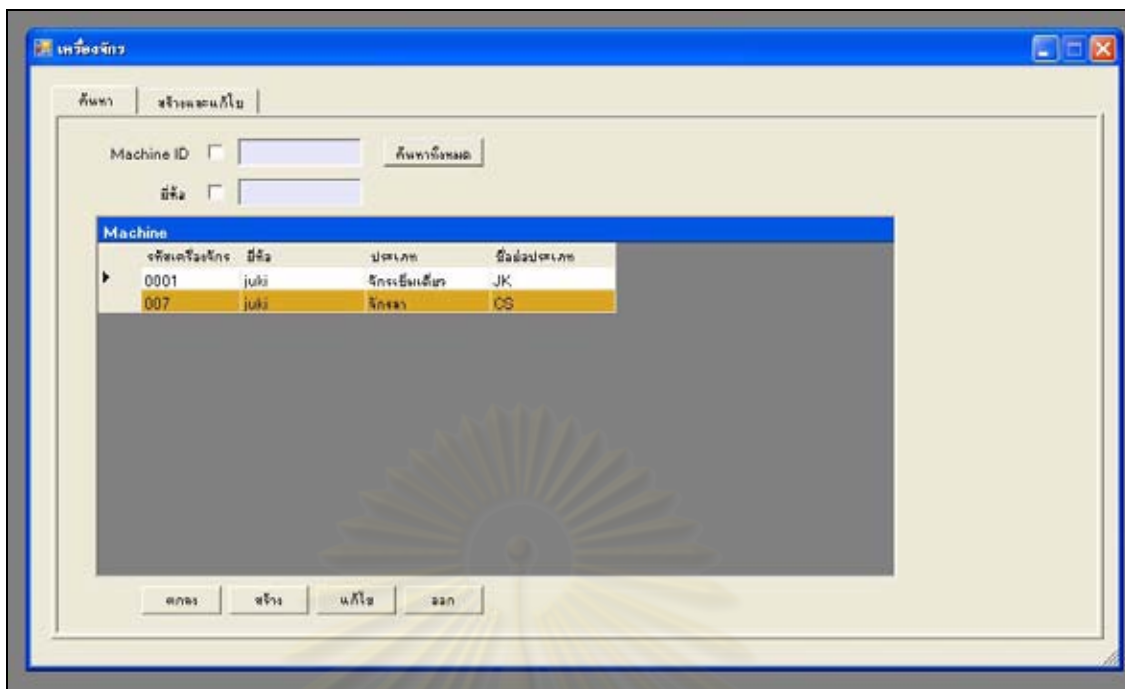 เครื่องจักร
ค้นหา สร้างและแก้ไข
Machine ID ค้นหาทั้งหมด
ยี่ห้อ
Machine
รหัสเครื่องจักร ยี่ห้อ ประเภท ชื่อย่อประเภท
0001 juki จักรเข็มเดียว JK
007 juki จักรลา CS
ตกลง สร้าง แก้ไข ออก